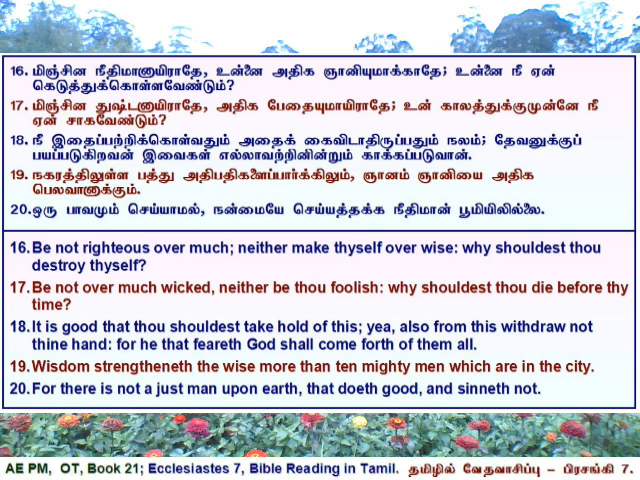 16. மிஞ்சின நீதிமானாயிராதே, உன்னை அதிக ஞானியுமாக்காதே; உன்னை நீ ஏன்
கெடுத்துக்கொள்ளவேண்டும்?
17. மிஞ்சின துஷ்டனாயிராதே, அதிக பேதையுமாயிராதே; உன் காலத்துக்குமுன்னே நீ
ஏன் சாகவேண்டும்?
18. நீ இதைப்பற்றிக்கொள்வதும் அதைக் கைவிடாதிருப்பதும் நலம்; தேவனுக்குப்
பயப்படுகிறவன் இவைகள் எல்லாவற்றினின்றும் காக்கப்படுவான்.
19. நகரத்திலுள்ள பத்து அதிபதிகளைப்பார்க்கிலும், ஞானம் ஞானியை அதிக
பெலவானாக்கும்.
20.ஒரு பாவமும் செய்யாமல், நன்மையே செய்யத்தக்க நீதிமான் பூமியிலில்லை.
16. Be not righteous over much; neither make thyself over wise: why shouldest thou
destroy thyself?
17. Be not over much wicked, neither be thou foolish: why shouldest thou die before thy
time?
18. It is good that thou shouldest take hold of this; yea, also from this withdraw not
thine hand: for he that feareth God shall come forth of them all.
19. Wisdom strengtheneth the wise more than ten mighty men which are in the city.
20. For there is not a just man upon earth, that doeth good, and sinneth not.
AE PM, OT, Book 21; Ecclesiastes 7, Bible Reading in Tamil. தமிழில் வேதவாசிப்பு – பிரசங்கி 7.